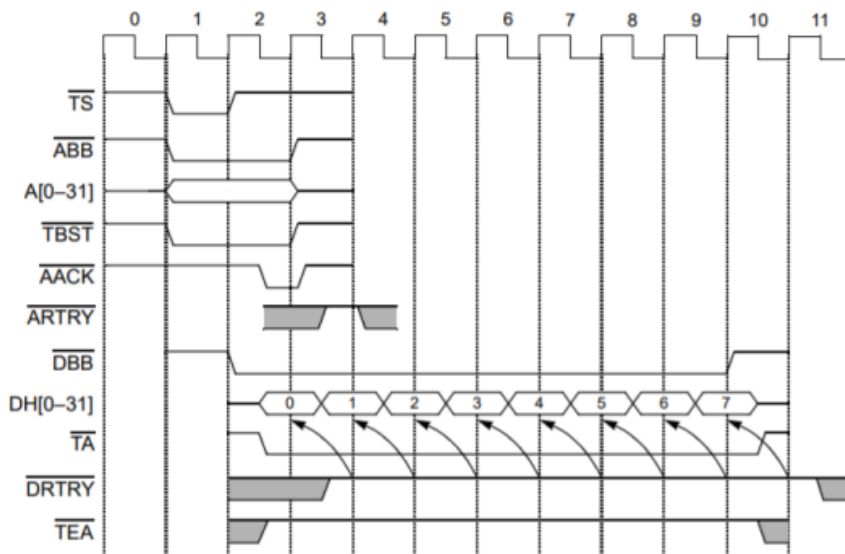 0 1 2 3 4 5 6 7 8 9 10 11
TS
ABB
A[0–31]
TBST
AACK
ARTRY
DBB
DH[0–31] 0 1 2 3 4 5 6 7
TA
DRTRY
TEA